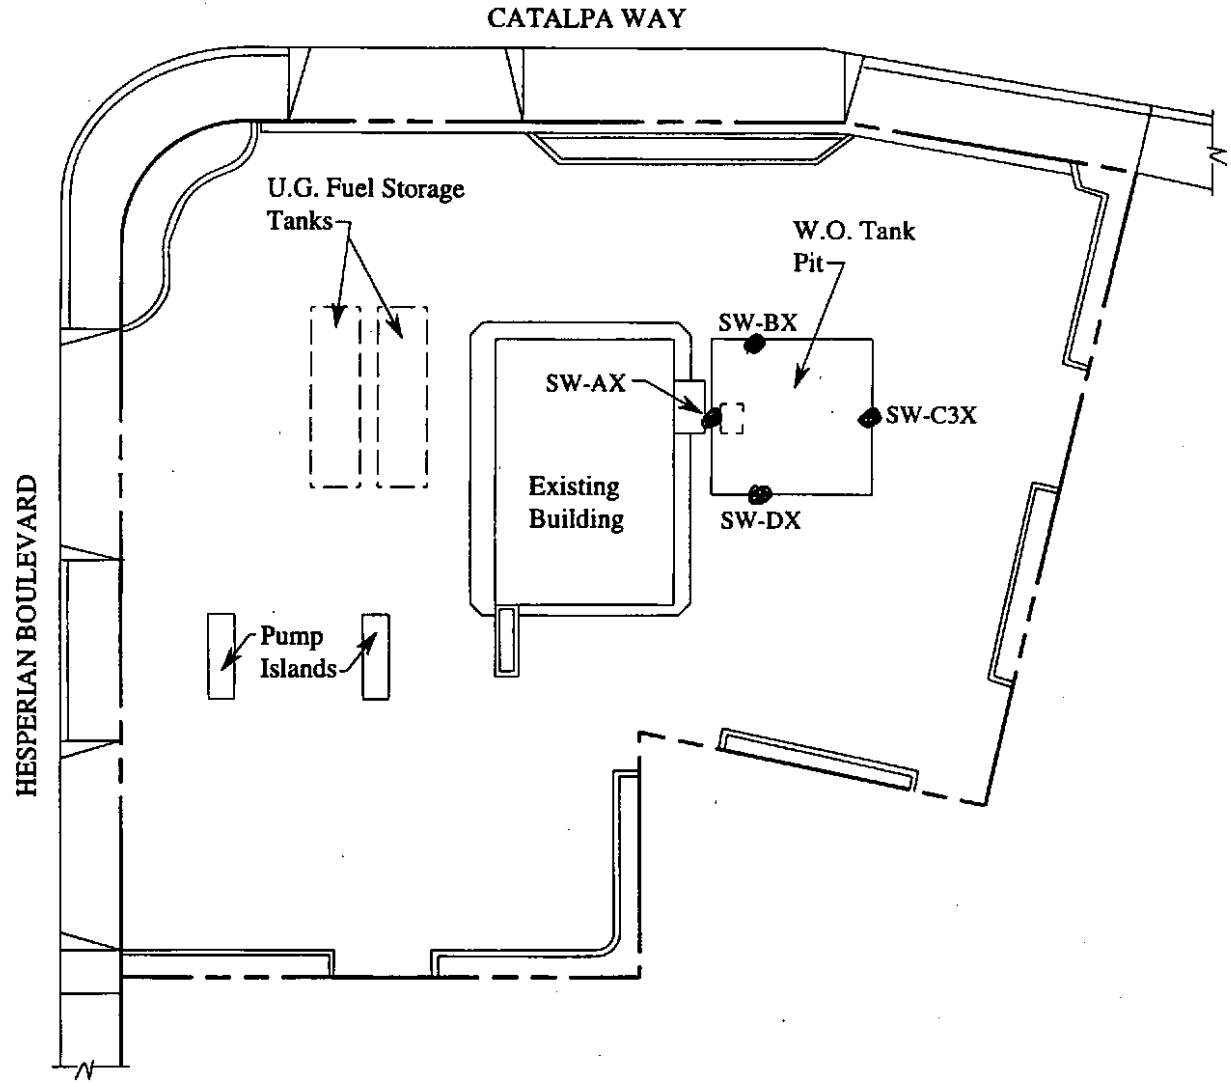 CATALPA WAY
U.G. Fuel Storage
Tanks
W.O. Tank
Pit
SW-BX
SW-AX
SW-C3X
Existing
Building
SW-DX
HESPERIAN BOULEVARD
Pump
Islands